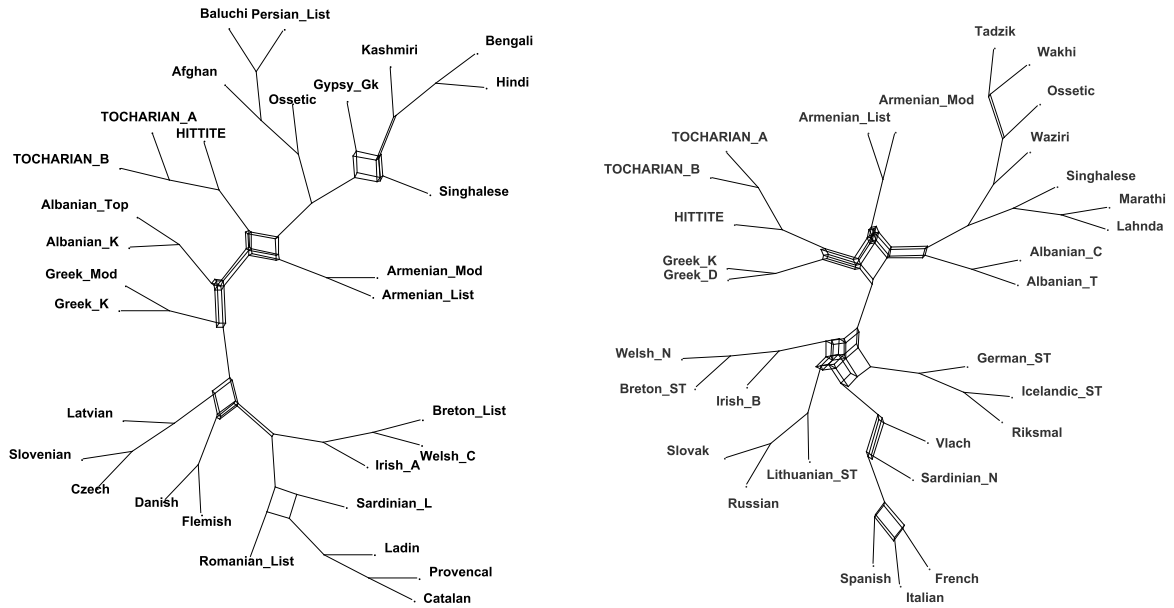 Baluchi Persian_List
Kashmiri
Bengali
Afghan
Gypsy_Gk
Hindi
Ossetic
TOCHARIAN_A
HITTITE
TOCHARIAN_B
Singhalese
Albanian_Top
Albanian_K
Greek_Mod
Armenian_Mod
Armenian_List
Greek_K
Latvian
Breton_List
Slovenian
Welsh_C
Irish_A
Czech
Danish
Sardinian_L
Flemish
Romanian_List
Ladin
Provencal
Catalan
Tadzik
Wakhi
Ossetic
Armenian_Mod
Armenian_List
TOCHARIAN_A
Waziri
TOCHARIAN_B
Singhalese
Marathi
HITTITE
Lahnda
Albanian_C
Greek_K
Greek_D
Albanian_T
Welsh_N
German_ST
Breton_ST
Icelandic_ST
Irish_B
Riksmal
Slovak
Vlach
Lithuanian_ST
Sardinian_N
Russian
Spanish
French
Italian